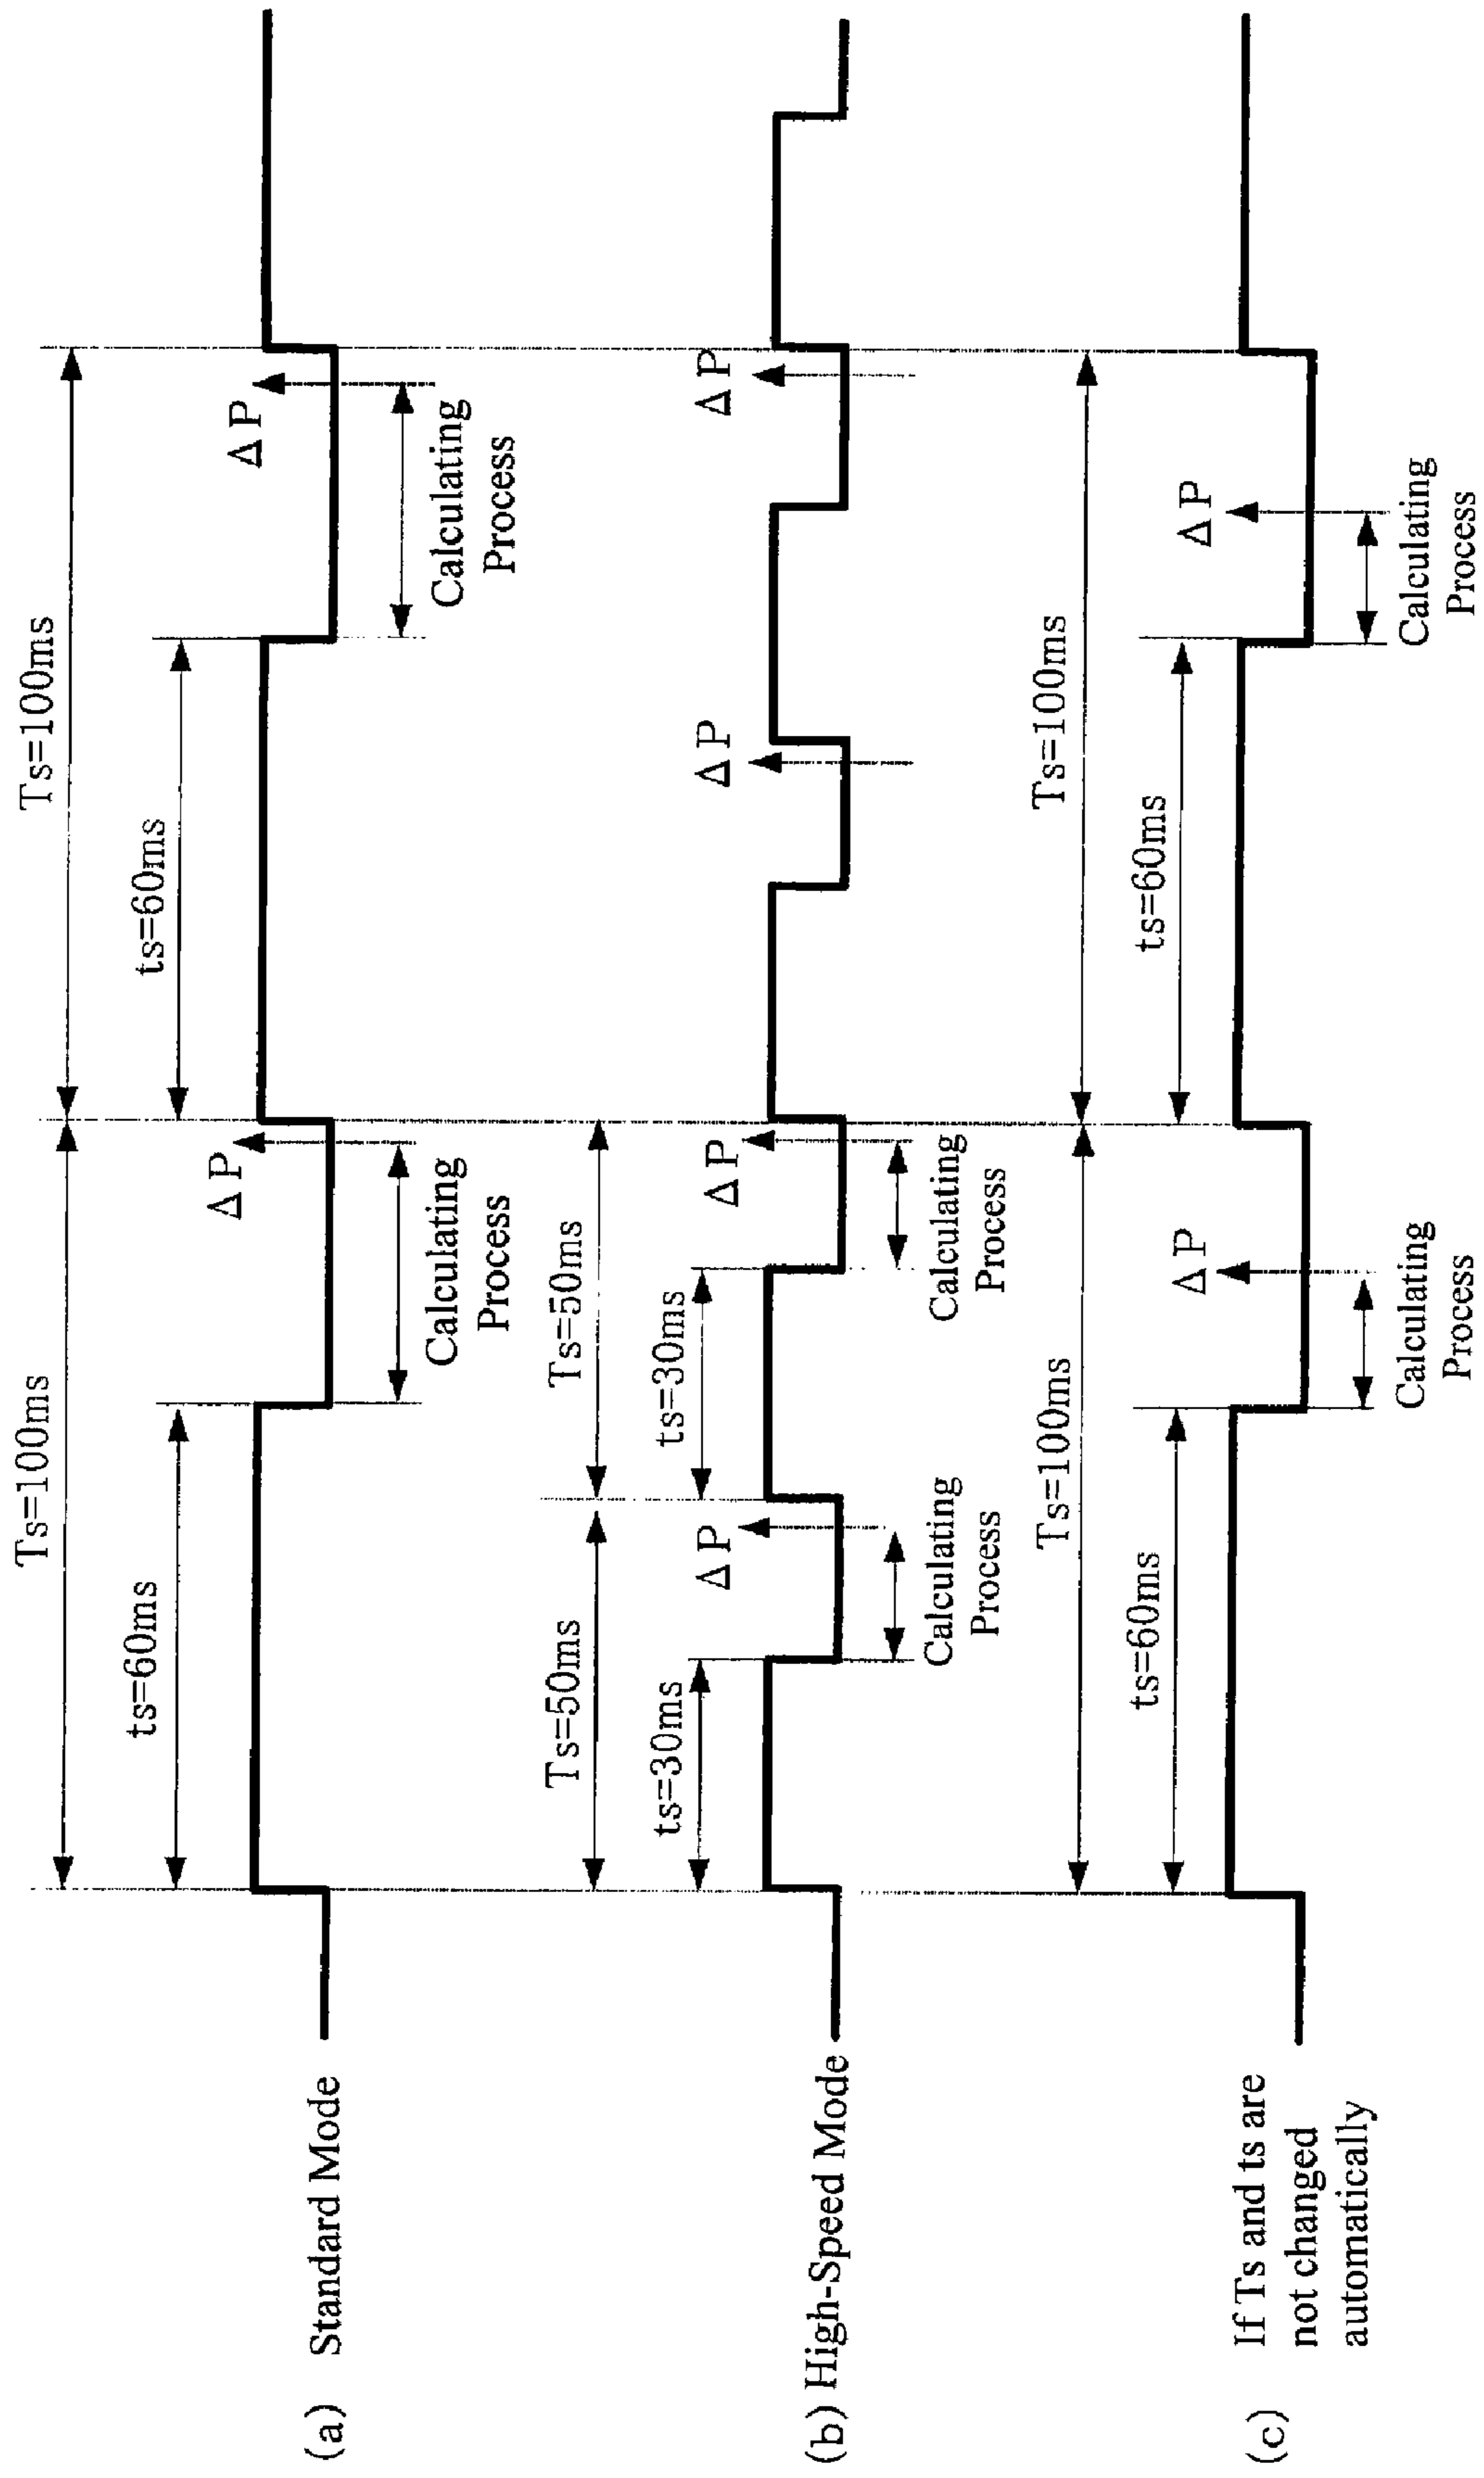 (a) Standard Mode
Ts=100ms
Ts=100ms
ts=60ms
ts=60ms
ΔP
ΔP
Calculating
Process
Calculating
Process
(b) High-Speed Mode
Ts=50ms
Ts=50ms
ts=30ms
ts=30ms
ΔP
ΔP
ΔP
ΔP
Calculating
Process
Calculating
Process
(c) If Ts and ts are
not changed
automatically
Ts=100ms
Ts=100ms
ts=60ms
ts=60ms
ΔP
ΔP
Calculating
Process
Calculating
Process